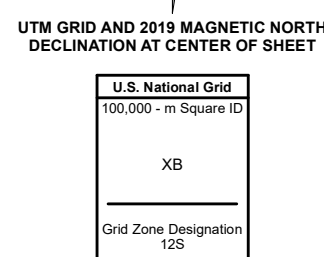 UTM GRID AND 2019 MAGNETIC NORTH
DECLINATION AT CENTER OF SHEET
U.S. National Grid
100,000 - m Square ID
XB
Grid Zone Designation
12S